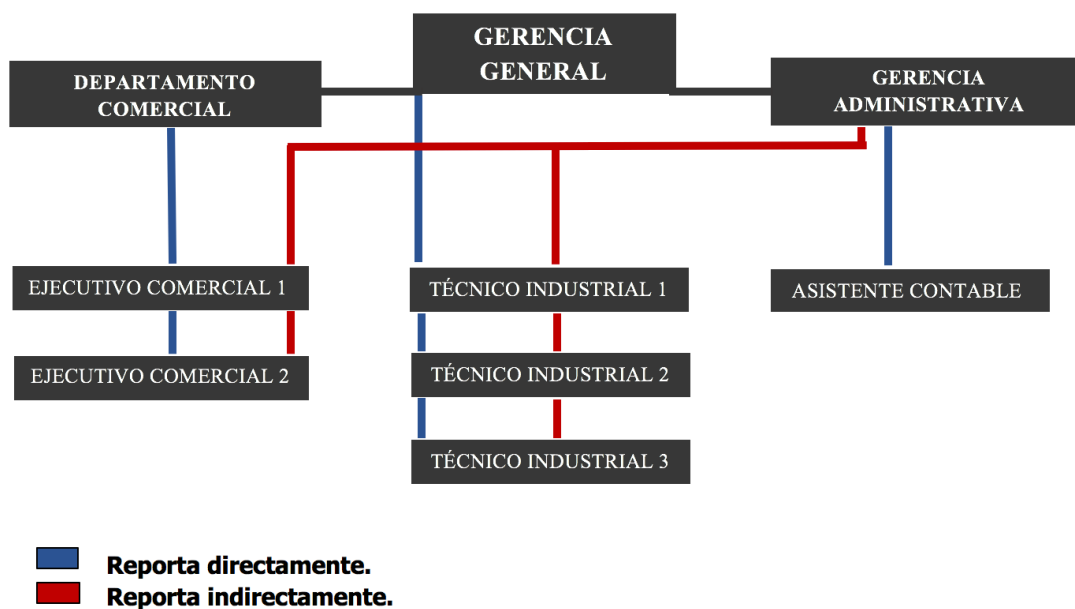 GERENCIA
GENERAL
DEPARTAMENTO
COMERCIAL
GERENCIA
ADMINISTRATIVA
EJECUTIVO COMERCIAL 1
TÉCNICO INDUSTRIAL 1
ASISTENTE CONTABLE
EJECUTIVO COMERCIAL 2
TÉCNICO INDUSTRIAL 2
TÉCNICO INDUSTRIAL 3
Reporta directamente.
Reporta indirectamente.